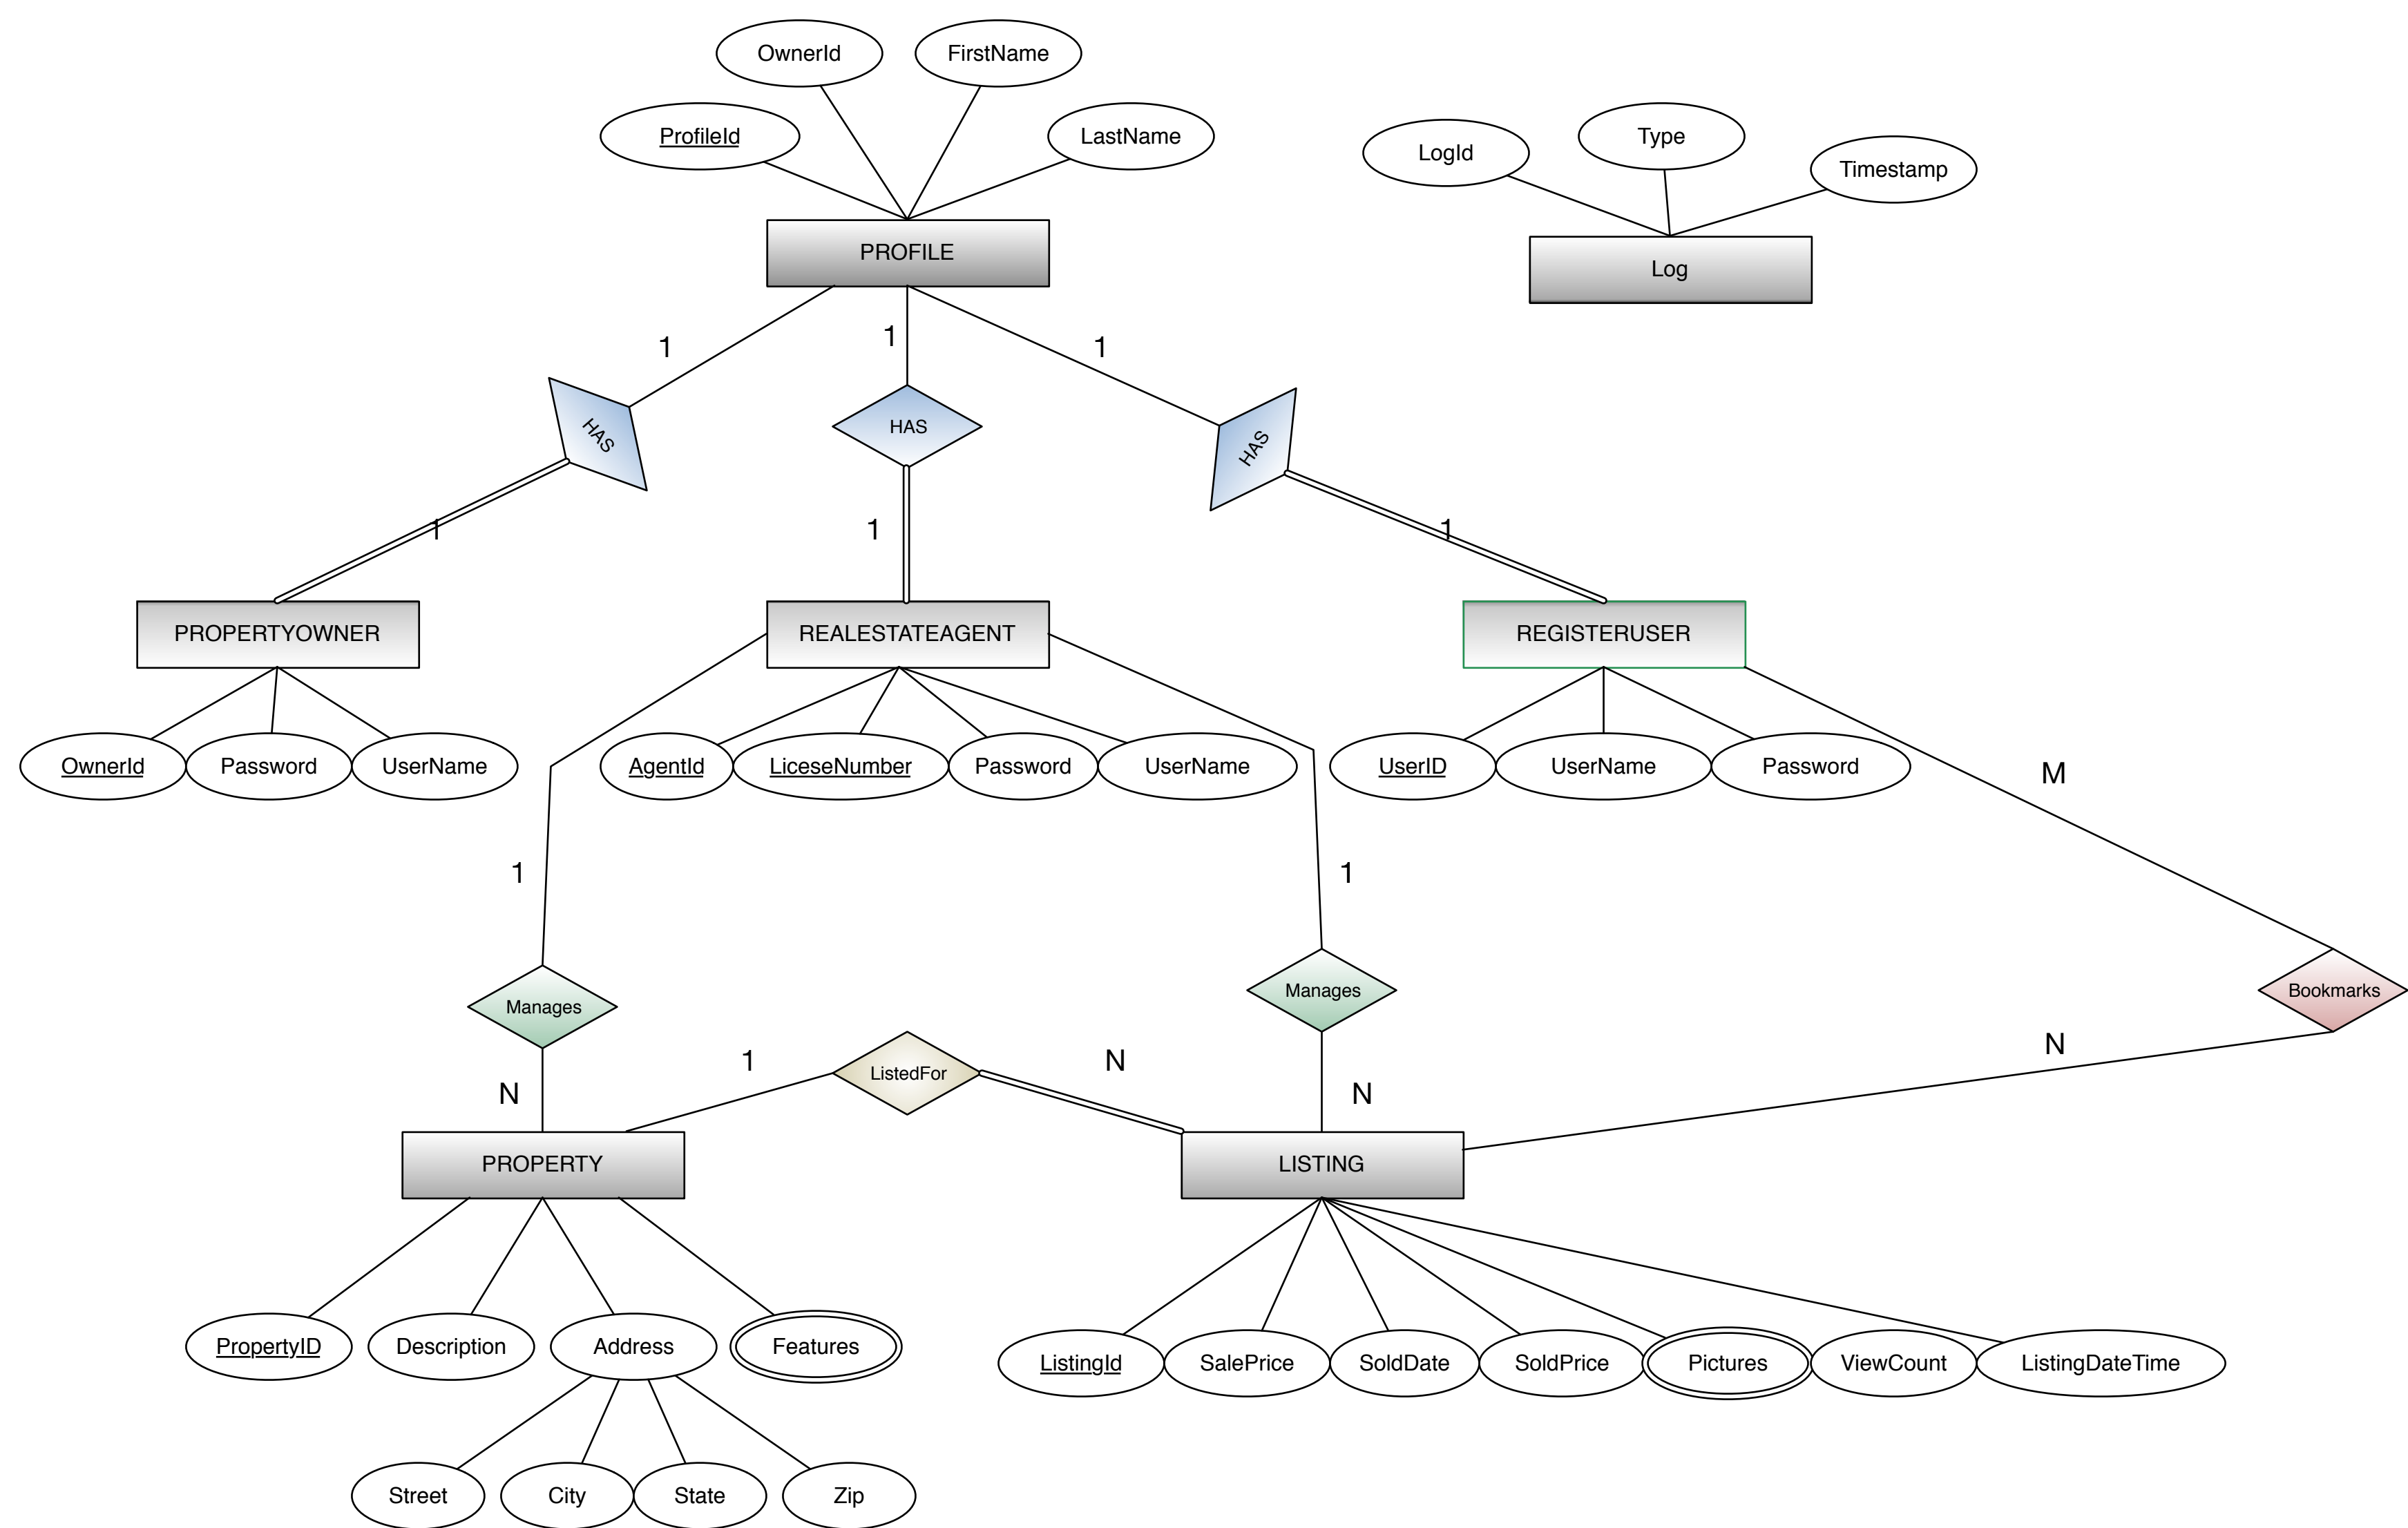 OwnerId
FirstName
ProfileId
LastName
LogId
Type
Timestamp
PROFILE
Log
1
1
1
HAS
HAS
HAS
1
1
1
PROPERTYOWNER
REALESTATEAGENT
REGISTERUSER
OwnerId
Password
UserName
AgentId
LiceseNumber
Password
UserName
UserID
UserName
Password
M
1
1
Manages
Manages
Bookmarks
1
ListedFor
N
N
N
N
PROPERTY
LISTING
PropertyID
Description
Address
Features
ListingId
SalePrice
SoldDate
SoldPrice
Pictures
ViewCount
ListingDateTime
Street
City
State
Zip